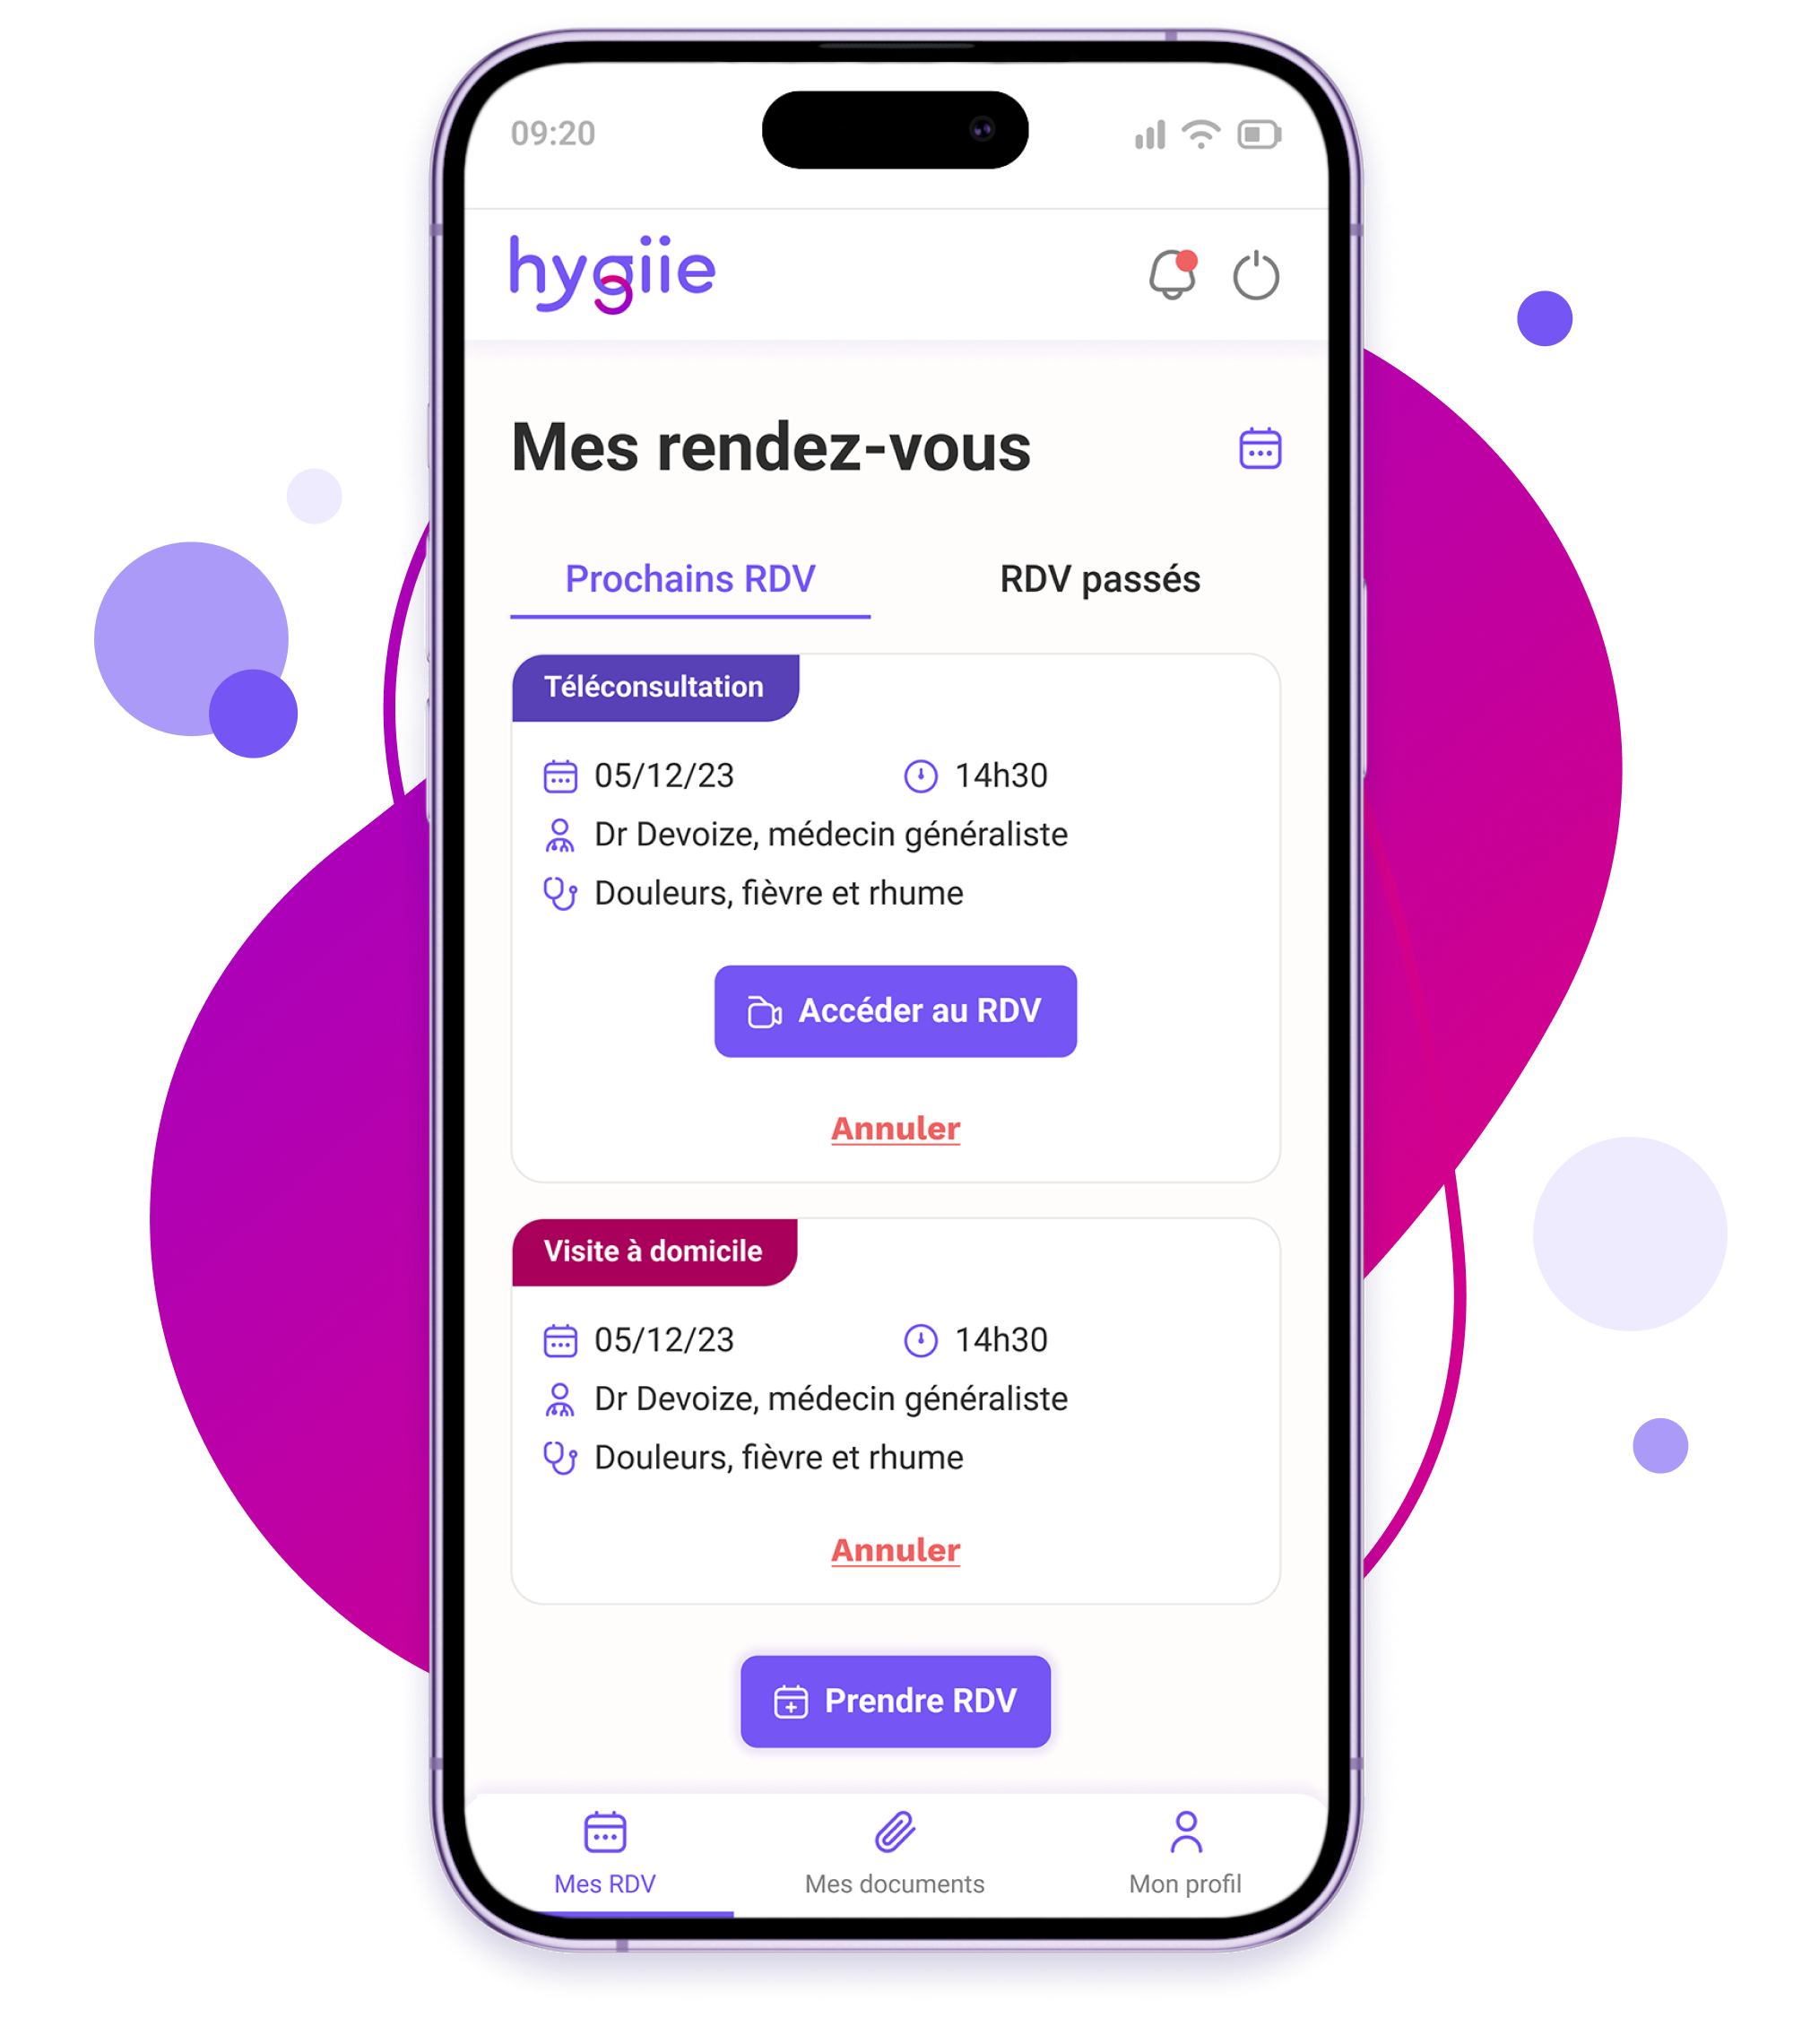 09:20
hygiie
Mes rendez-vous
Prochains RDV
RDV passés
Téléconsultation
05/12/23
14h30
Dr Devoize, médecin généraliste
Douleurs, fièvre et rhume
Accéder au RDV
Annuler
Visite à domicile
05/12/23
14h30
Dr Devoize, médecin généraliste
Douleurs, fièvre et rhume
Annuler
Prendre RDV
Mes RDV
Mes documents
Mon profil